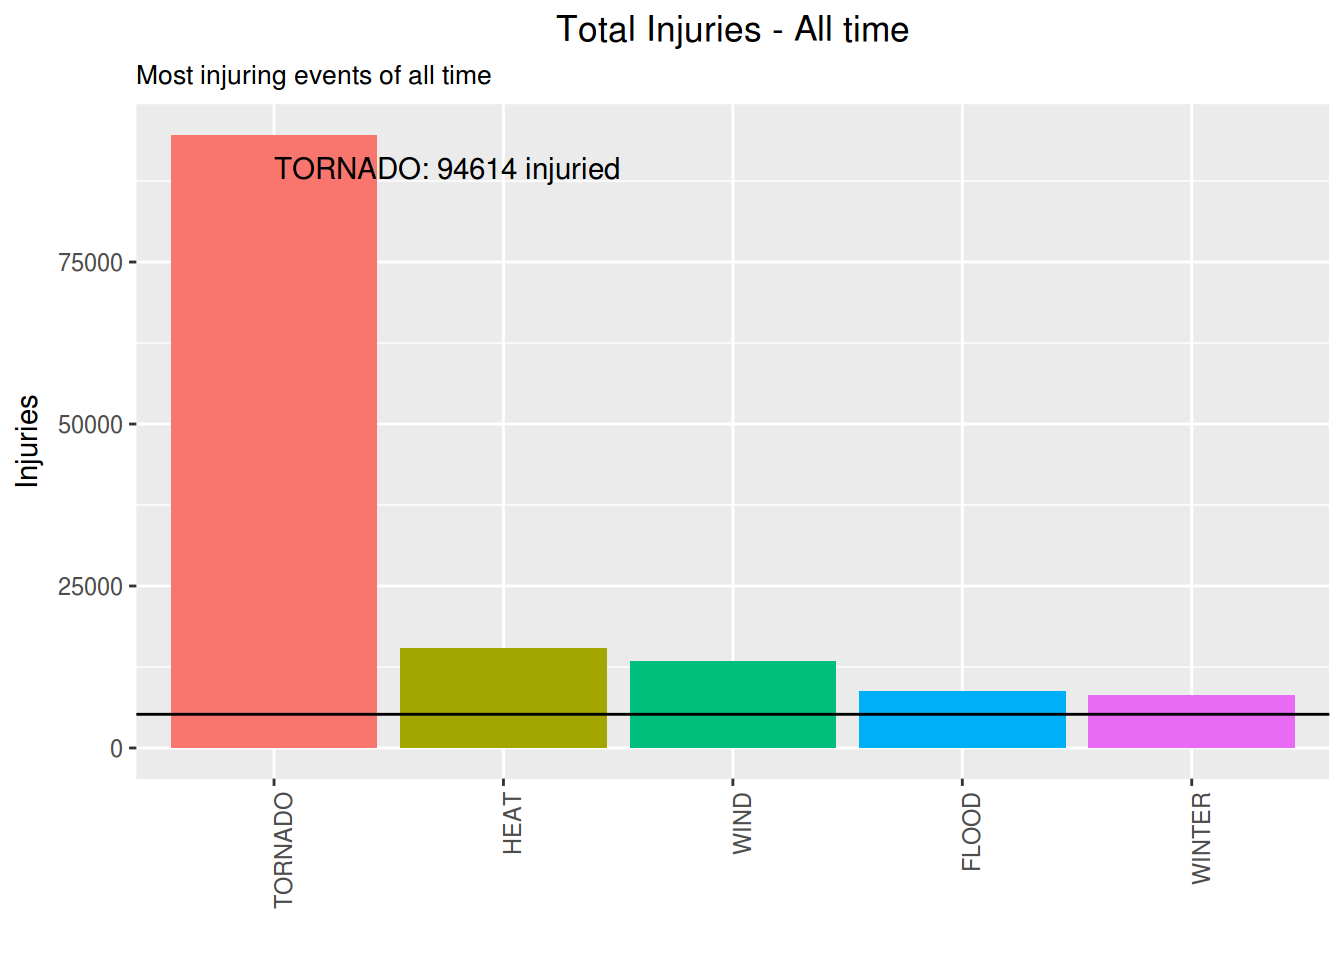 Total Injuries - All time
Most injuring events of all time
TORNADO: 94614 injuried
Injuries
75000
50000
25000
0
TORNADO
HEAT
WIND
FLOOD
WINTER